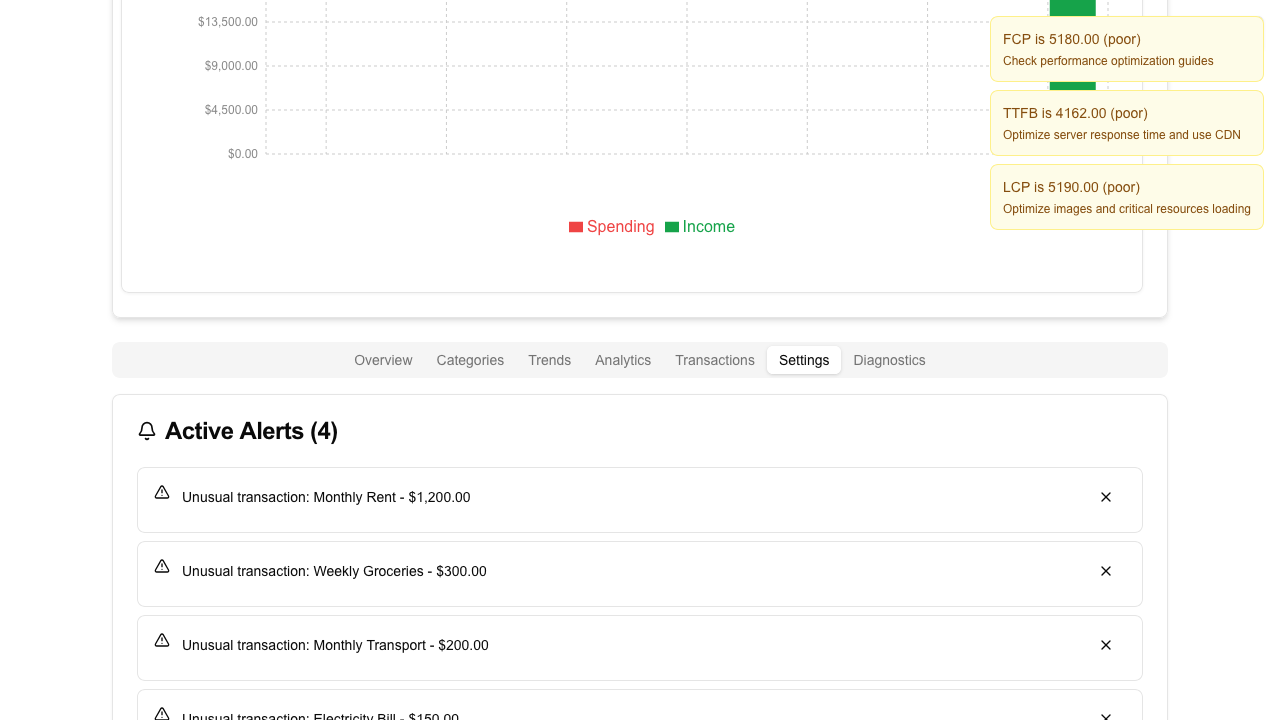 $13,500.00
$9,000.00
$4,500.00
$0.00
Spending
Income
FCP is 5180.00 (poor)
Check performance optimization guides
TTFB is 4162.00 (poor)
Optimize server response time and use CDN
LCP is 5190.00 (poor)
Optimize images and critical resources loading
Overview
Categories
Trends
Analytics
Transactions
Settings
Diagnostics
Active Alerts (4)
Unusual transaction: Monthly Rent - $1,200.00
Unusual transaction: Weekly Groceries - $300.00
Unusual transaction: Monthly Transport - $200.00
Unusual transaction: Electricity Bill - $150.00